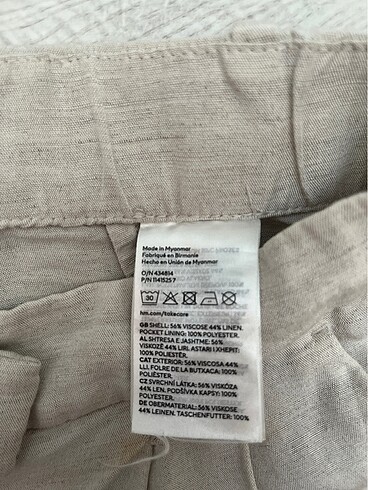 Made in Myanmar
Fabriqué en Birmanie
Hecho en Unión de Myanmar
O/N 434814
P/N 1141525 7
30
hm.com/takecare
GB SHELL: 56% VISCOSE 44% LINEN.
POCKET LINING: 100% POLYESTER.
AL SHTRESA E JASHTME: 56%
VISKOZË 44% LIRI. ASTARI I XHEPIT:
100% POLIESTER.
CAT EXTERIOR: 56% VISCOSA 44%
LLI. FOLRE DE LA BUTXACA: 100%
POLIÈSTER.
CZ SVRCHNÍ LÁTKA: 56% VISKÓZA
44% LEN. PODŠÍVKA KAPSY: 100%
POLYESTER.
DE OBERMATERIAL: 56% VISKOSE
44% LEINEN. TASCHENFUTTER: 100%